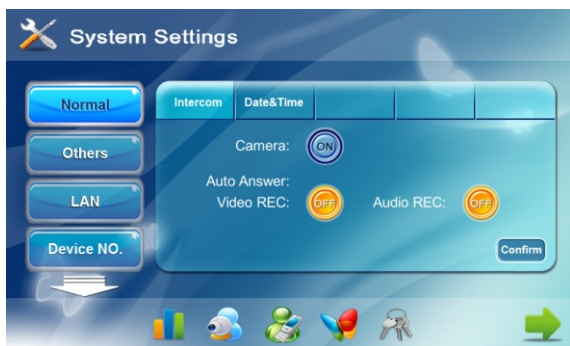 System Settings
Normal
Others
LAN
Device NO.
Intercom Date&Time
Camera: ON
Auto Answer:
Video REC: OFF Audio REC: OFF
Confirm